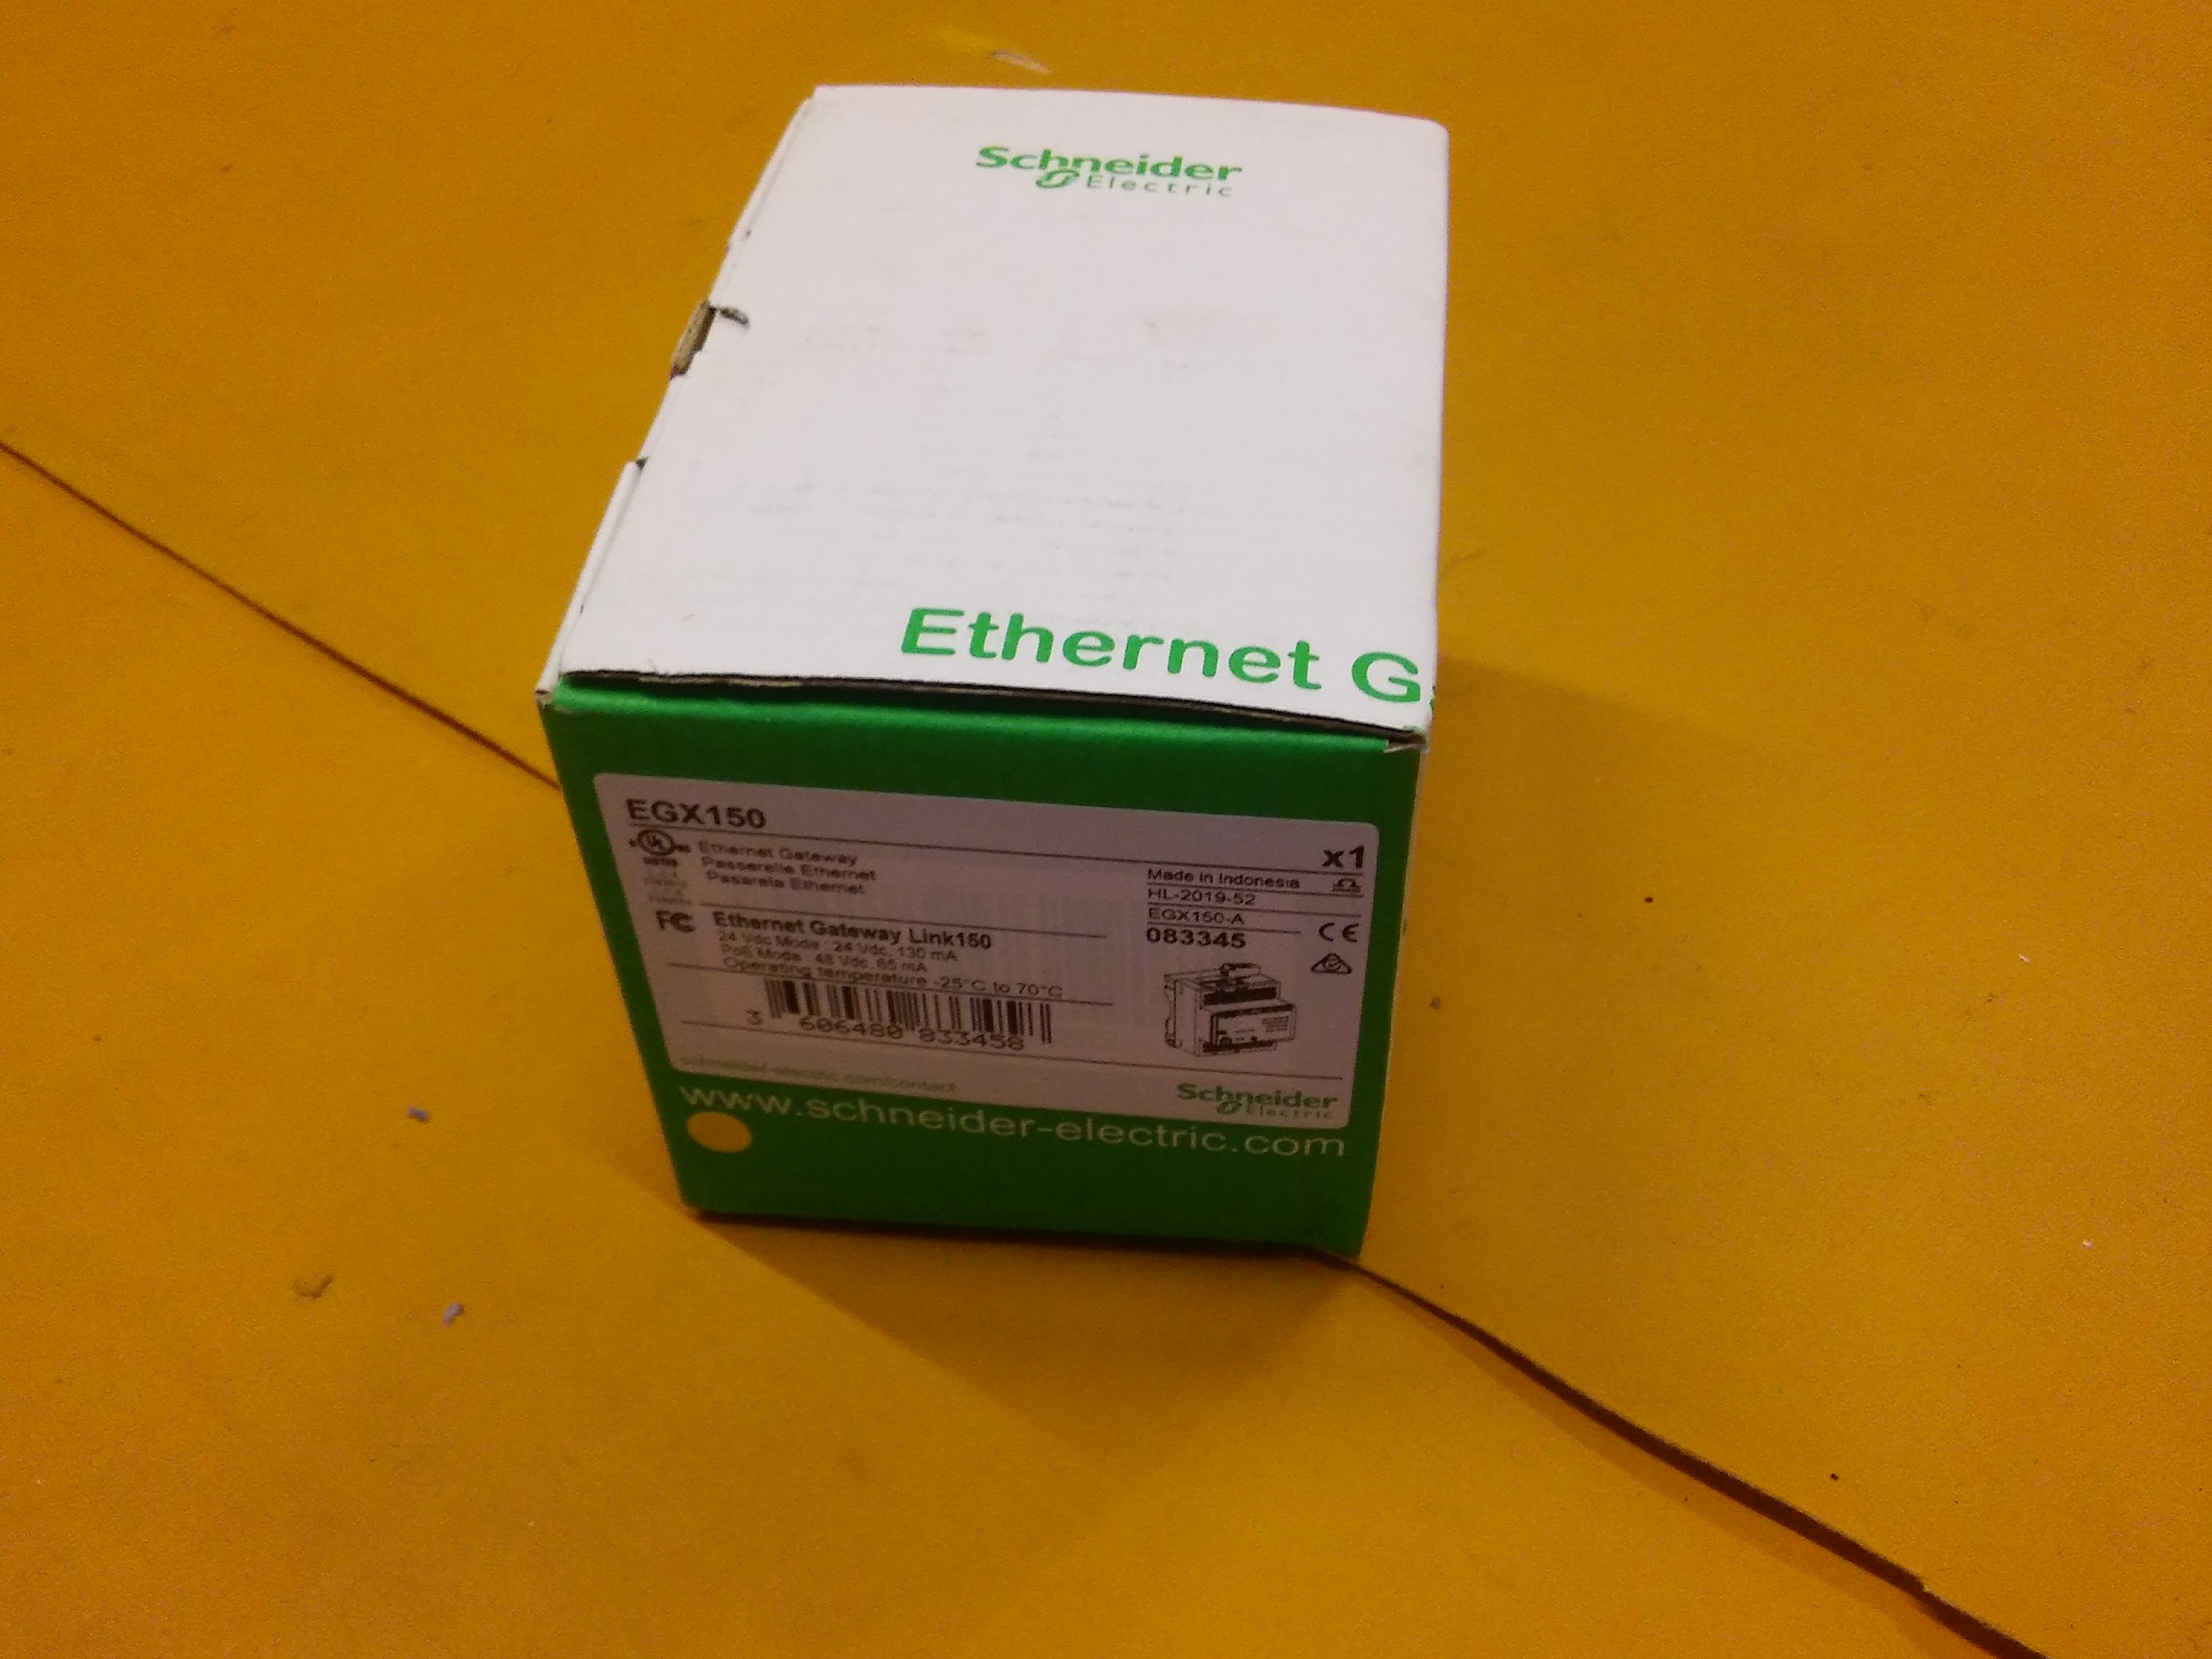 Schneider
Electric
Ethernet G
EGX150
x1
Ethernet Gateway
Passerelle Ethernet
Pasarela Ethernet
Made in Indonesia
HL-2019-52
EGX150-A
083345
Ethernet Gateway Link150
24 Vdc Mode : 24 Vdc, 130 mA
PoE Mode : 48 Vdc, 65 mA
Operating temperature -25°C to 70°C
3 606480 833458
schneider-electric.com/contact
Schneider
Electric
www.schneider-electric.com